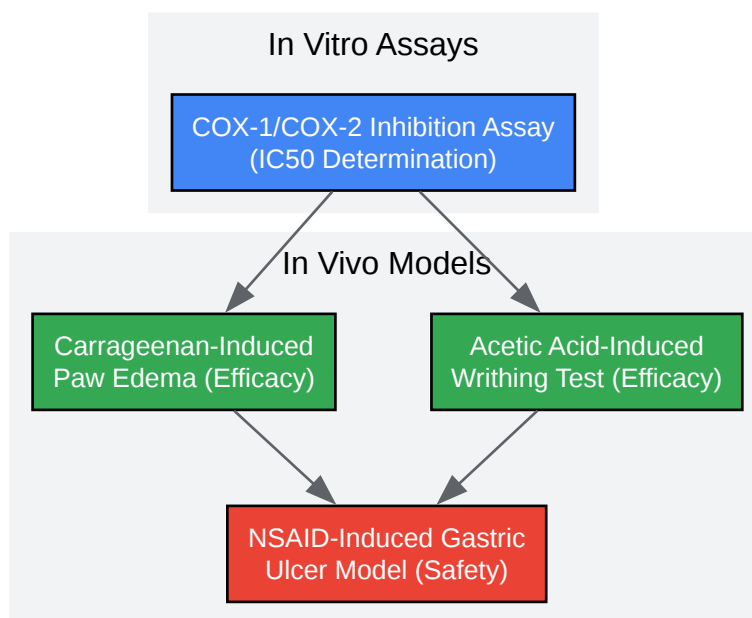 In Vitro Assays
COX-1/COX-2 Inhibition Assay
(IC50 Determination)
In Vivo Models
Carrageenan-Induced
Paw Edema (Efficacy)
Acetic Acid-Induced
Writhing Test (Efficacy)
NSAID-Induced Gastric
Ulcer Model (Safety)